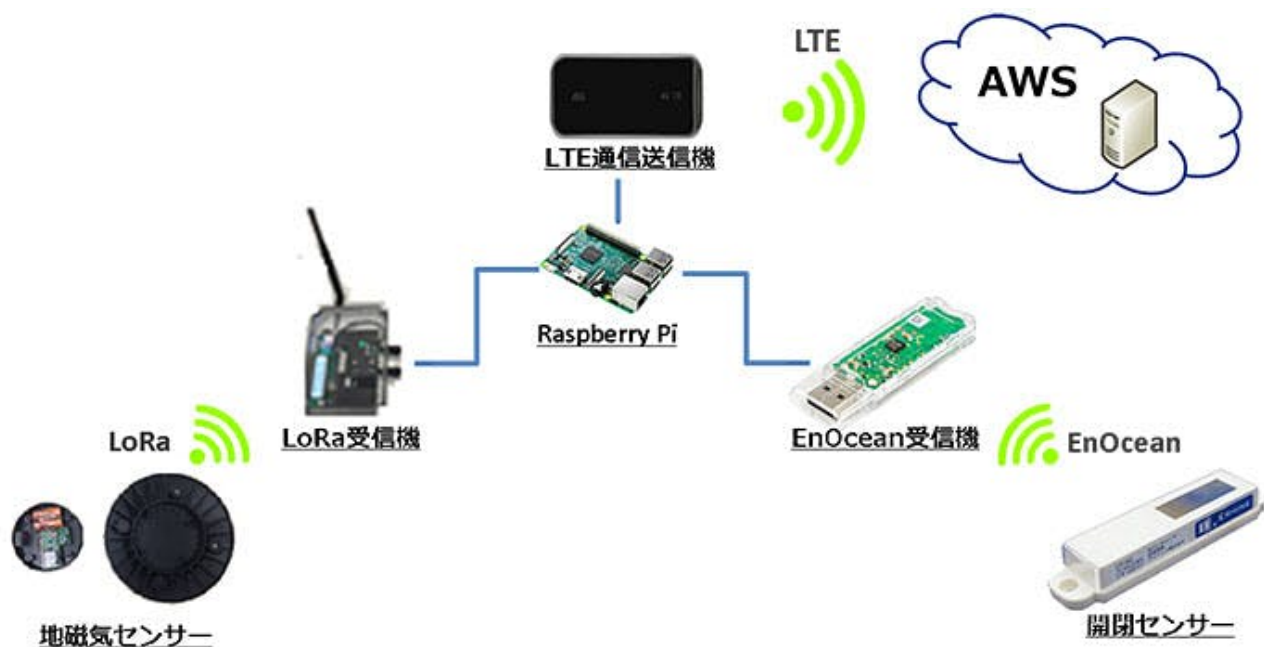 LTE
AWS
LTE通信送信機
Raspberry Pi
LoRa受信機
EnOcean受信機
LoRa
EnOcean
地磁気センサー
開閉センサー